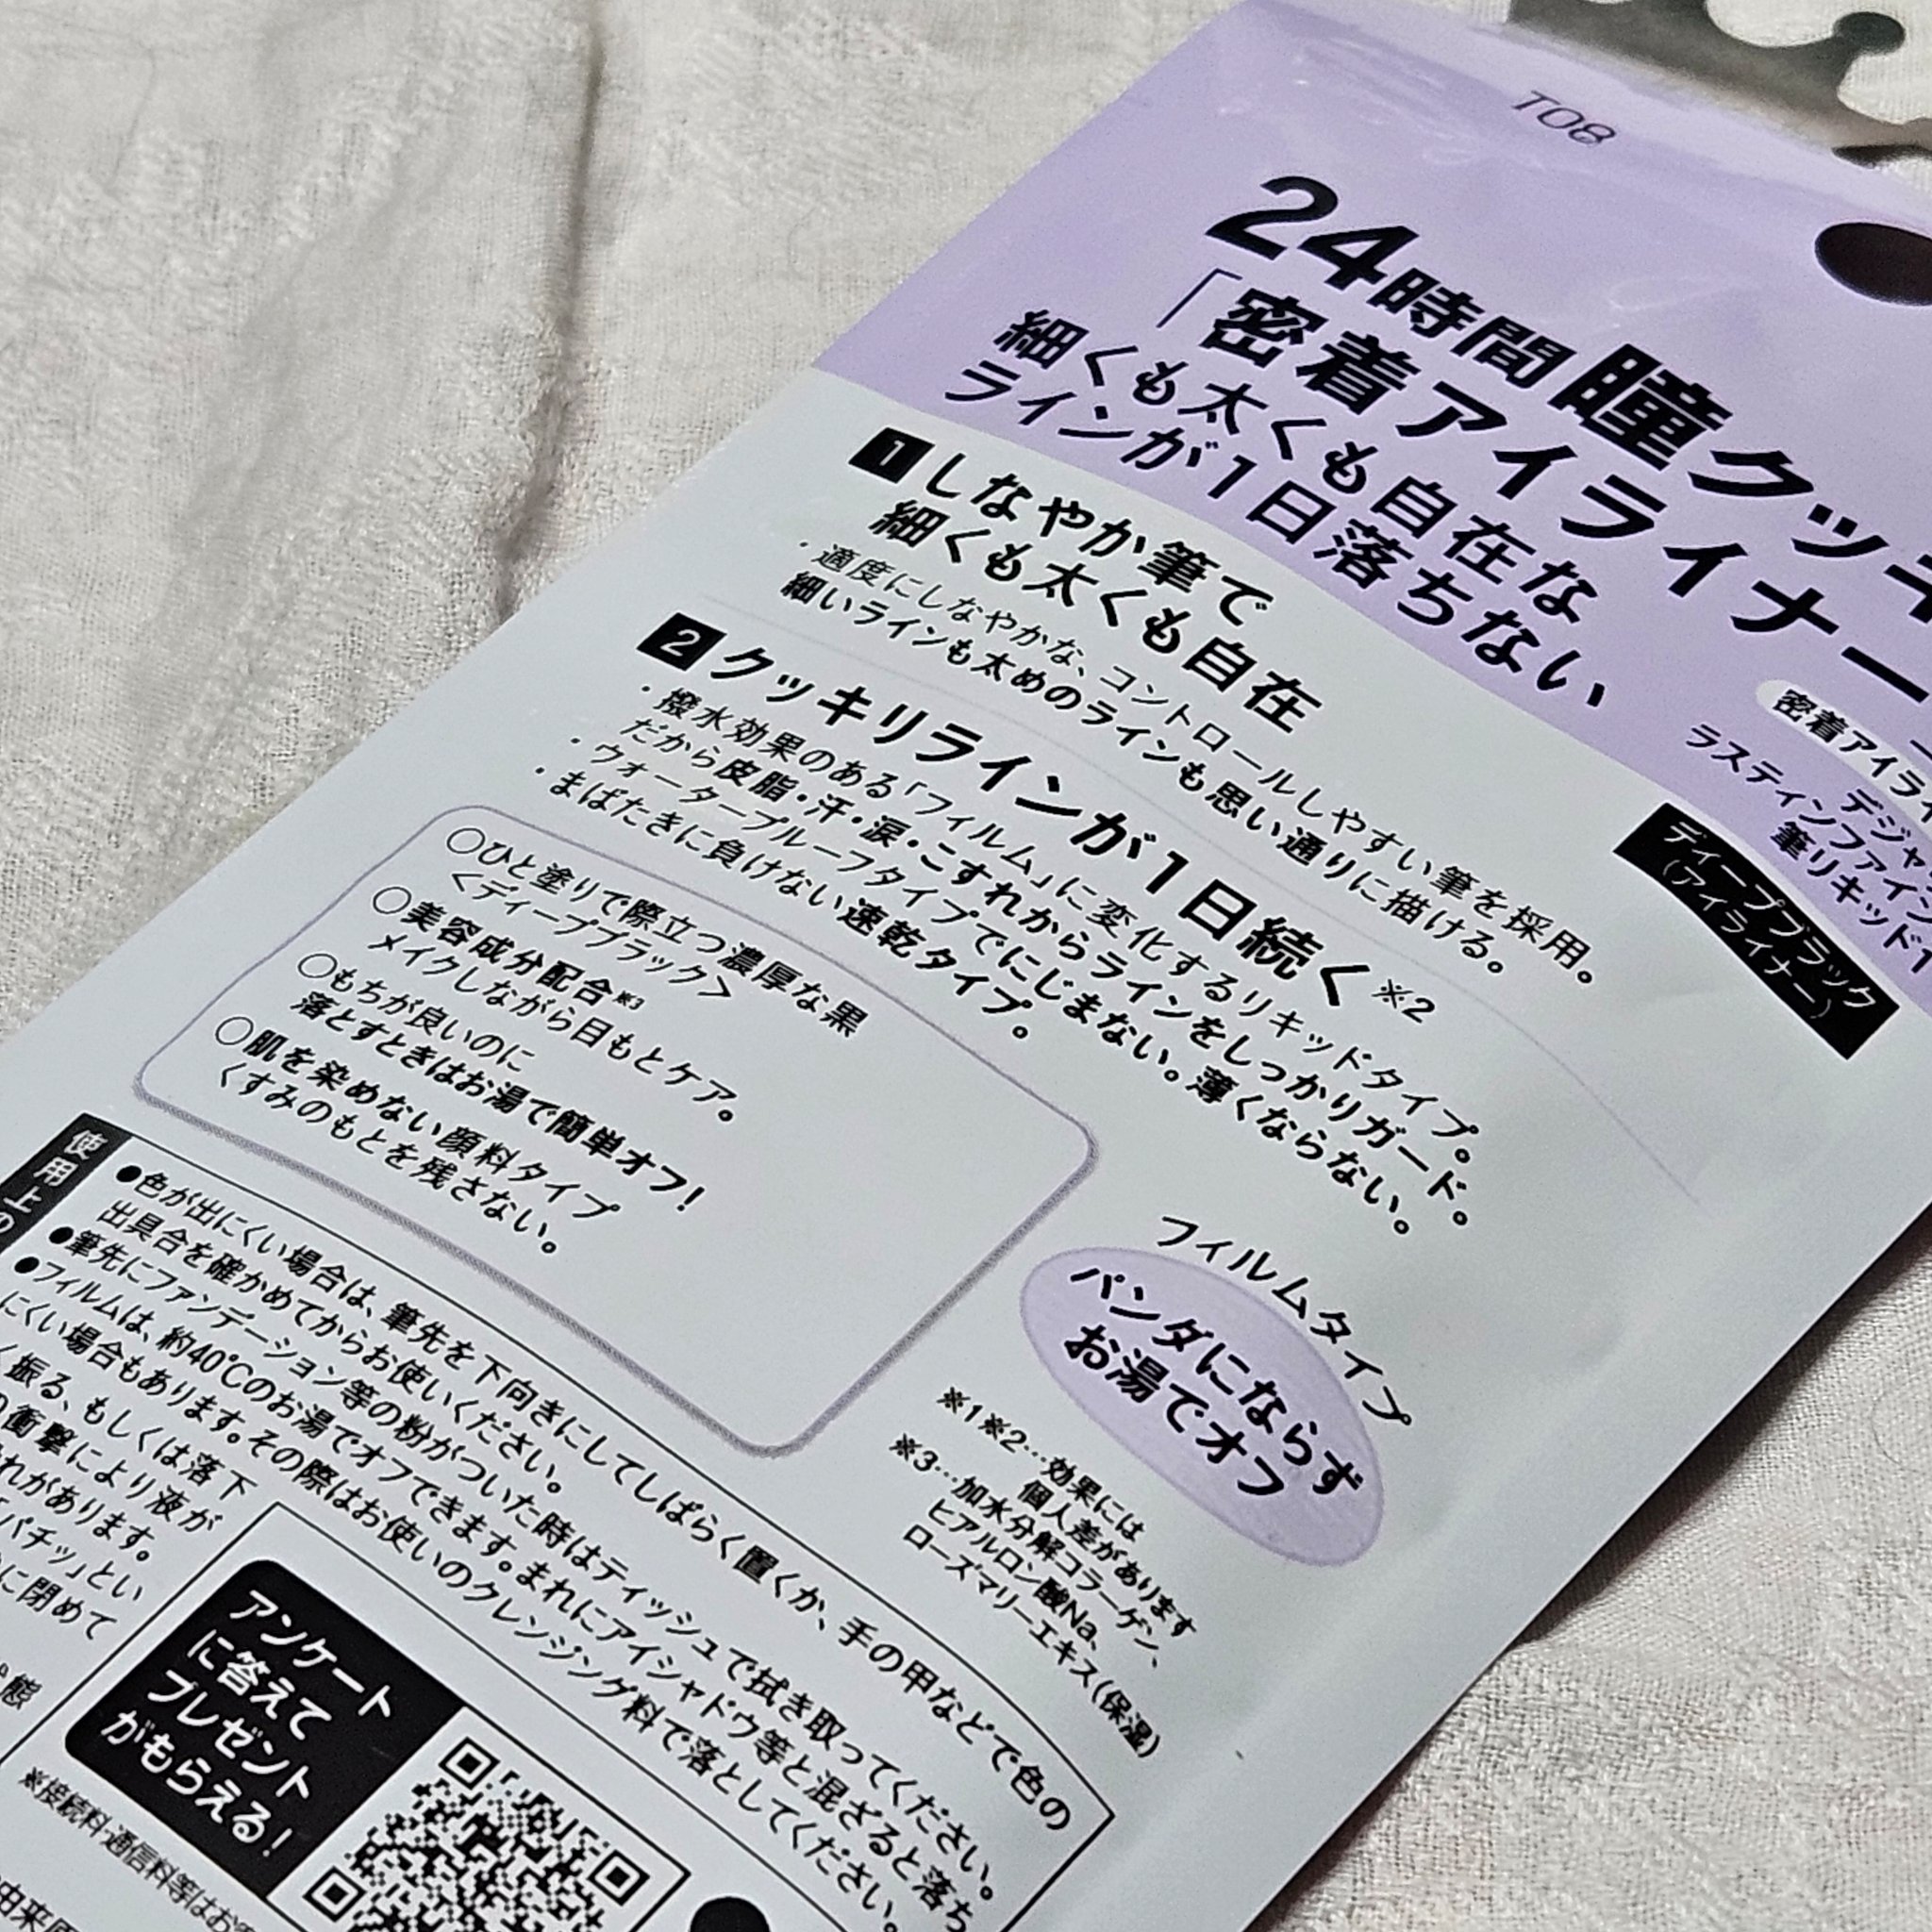 T08
24時間瞳クッキ
「密着アイライナー
細くも太くも自在な
ラインが1日落ちない
密着アイラ
デジャ
ラスティンファイン
筆リキッド1
ディープブラック
(アイライナー)
1 しなやか筆で
細くも太くも自在
・適度にしなやかな、コントロールしやすい筆を採用。
細いラインも太めのラインも思い通りに描ける。
2 クッキリラインが1日続く※2
・撥水効果のある「フィルム」に変化するリキッドタイプ。
だから皮脂・汗・涙・こすれからラインをしっかりガード。
・ウォータープルーフタイプでにじまない。薄くならない。
・まばたきに負けない速乾タイプ。
○ひと塗りで際立つ濃厚な黒
<ディープブラック>
○美容成分配合※3
メイクしながら目もとケア。
○もちが良いのに
落とすときはお湯で簡単オフ!
○肌を染めない顔料タイプ
くすみのもとを残さない。
フィルムタイプ
パンダにならず
お湯でオフ
※1※2…効果には
個人差があります
※3…加水分解コラーゲン、
ヒアルロン酸Na、
ローズマリーエキス(保湿)
使用上の
●色が出にくい場合は、筆先を下向きにしてしばらく置くか、手の甲などで色の
出具合を確かめてからお使いください。
●筆先にファンデーション等の粉がついた時はティッシュで拭き取ってください。
●フィルムは、約40℃のお湯でオフできます。まれにアイシャドウ等と混ざると落ち
にくい場合もあります。その際はお使いのクレンジング料で落としてください。
く振る、もしくは落下
の衝撃により液が
れがあります。
パチッ」とい
に閉めて
態
アンケート
に答えて
プレゼント
がもらえる!
※接続料・通信料等はお
由来